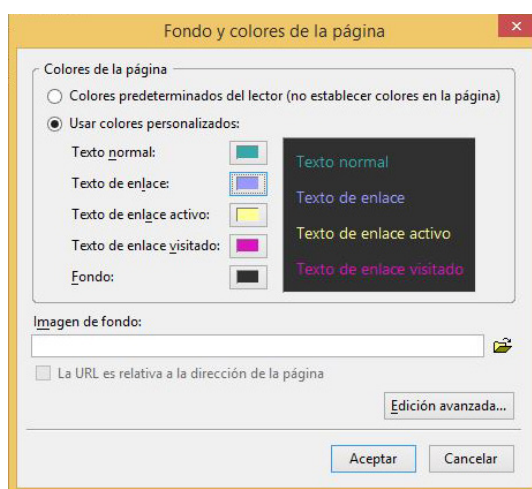 Fondo y colores de la página
Colores de la página
Colores predeterminados del lector (no establecer colores en la página)
Usar colores personalizados:
Texto normal:
Texto de enlace:
Texto de enlace activo:
Texto de enlace visitado:
Fondo:
Texto normal
Texto de enlace
Texto de enlace activo
Texto de enlace visitado
Imagen de fondo:
La URL es relativa a la dirección de la página
Edición avanzada...
Aceptar Cancelar